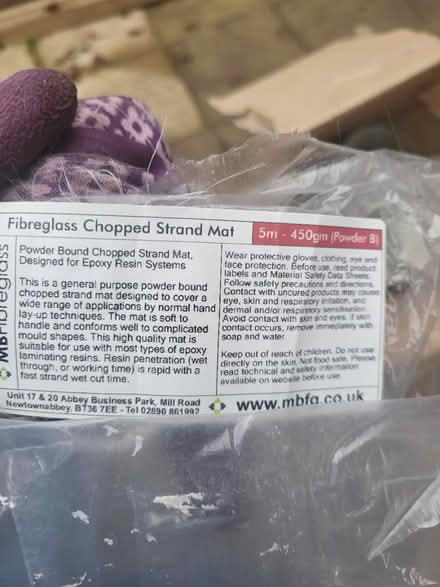 Fibreglass Chopped Strand Mat
5m - 450gm (Powder B)
MBFibreglass
Powder Bound Chopped Strand Mat,
Designed for Epoxy Resin Systems
This is a general purpose powder bound
chopped strand mat designed to cover a
wide range of applications by normal hand
lay-up techniques. The mat is soft to
handle and conforms well to complicated
mould shapes. This high quality mat is
suitable for use with most types of epoxy
laminating resins. Resin penetration (wet
through, or working time) is rapid with a
fast strand wet out time.
Wear protective gloves, clothing, eye and
face protection. Before use, read product
labels and Material Safety Data Sheets.
Follow safety precautions and directions.
Contact with uncured product may cause
eye, skin and respiratory irritation, and
dermal and/or respiratory sensitisation.
Avoid contact with skin and eyes, if skin
contact occurs, remove immediately with
soap and water.
Keep out of reach of children. Do not use
directly on the skin. Not food safe. Please
read technical and safety information
available on website before use.
Unit 17 & 20 Abbey Business Park, Mill Road
Newtownabbey, BT36 7EE - Tel 02890 861992
www.mbfg.co.uk